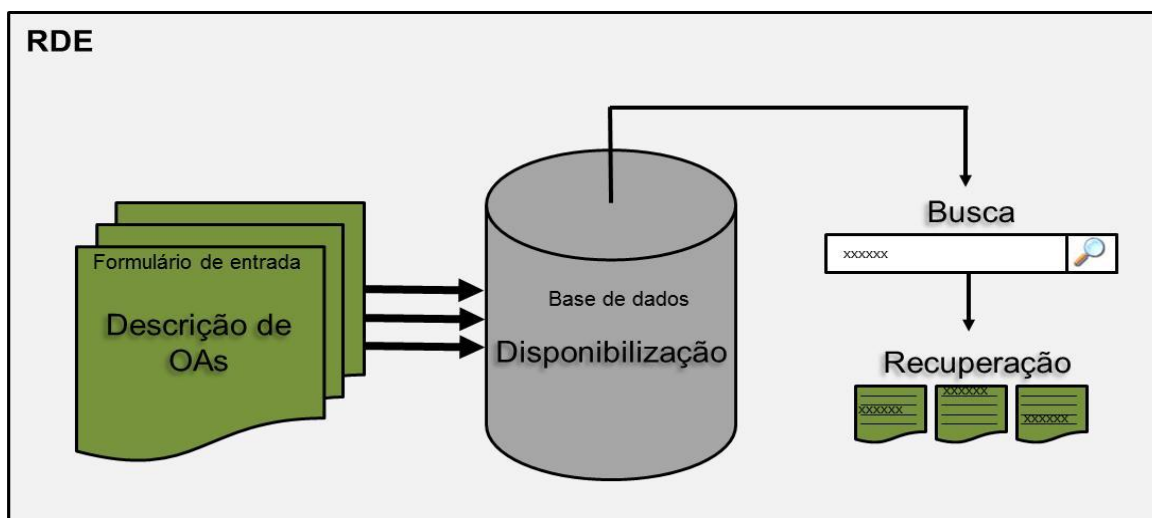 RDE
Formulário de entrada
Descrição de
OAs
Base de dados
Disponibilização
Busca
xxxxxx
Recuperação
xxxxxx
xxxxxx
xxxxxx